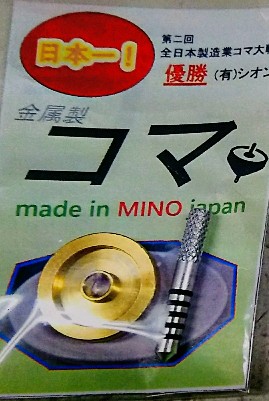 日本一！
第二回
全日本製造業コマ大
優勝 (有)シオン
金属製
コマ
made in MINO japan